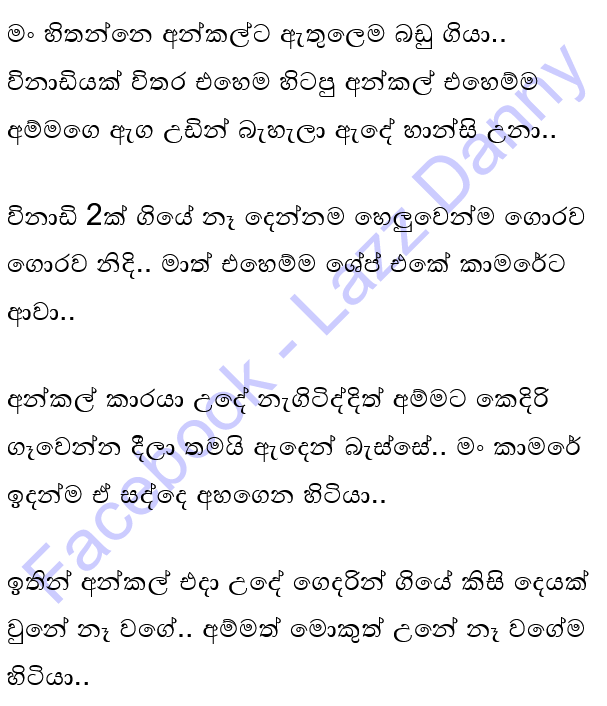 මං හිතන්නෙ අන්කල්ට ඇතුලෙම බඩු ගියා..
විනාඩියක් විතර එහෙම හිටපු අන්කල් එහෙම්ම
අම්මගෙ ඇග උඩින් බැහැලා ඇදේ හාන්සි උනා..
විනාඩි 2ක් ගියේ නෑ දෙන්නම හෙලුවෙන්ම ගොරව
ගොරව නිදි.. මාත් එහෙම්ම ශේප් එකේ කාමරේට
ආවා..
අන්කල් කාරයා උදේ නැගිටිද්දිත් අම්මට කෙදිරි
ගෑවෙන්න දීලා තමයි ඇදෙන් බැස්සේ.. මං කාමරේ
ඉදන්ම ඒ සද්දෙ අහගෙන හිටියා..
ඉතින් අන්කල් එදා උදේ ගෙදරින් ගියේ කිසි දෙයක්
වුනේ නෑ වගේ.. අම්මත් මොකුත් උනේ නෑ වගේම
හිටියා..
Facebook - Lazz Danny